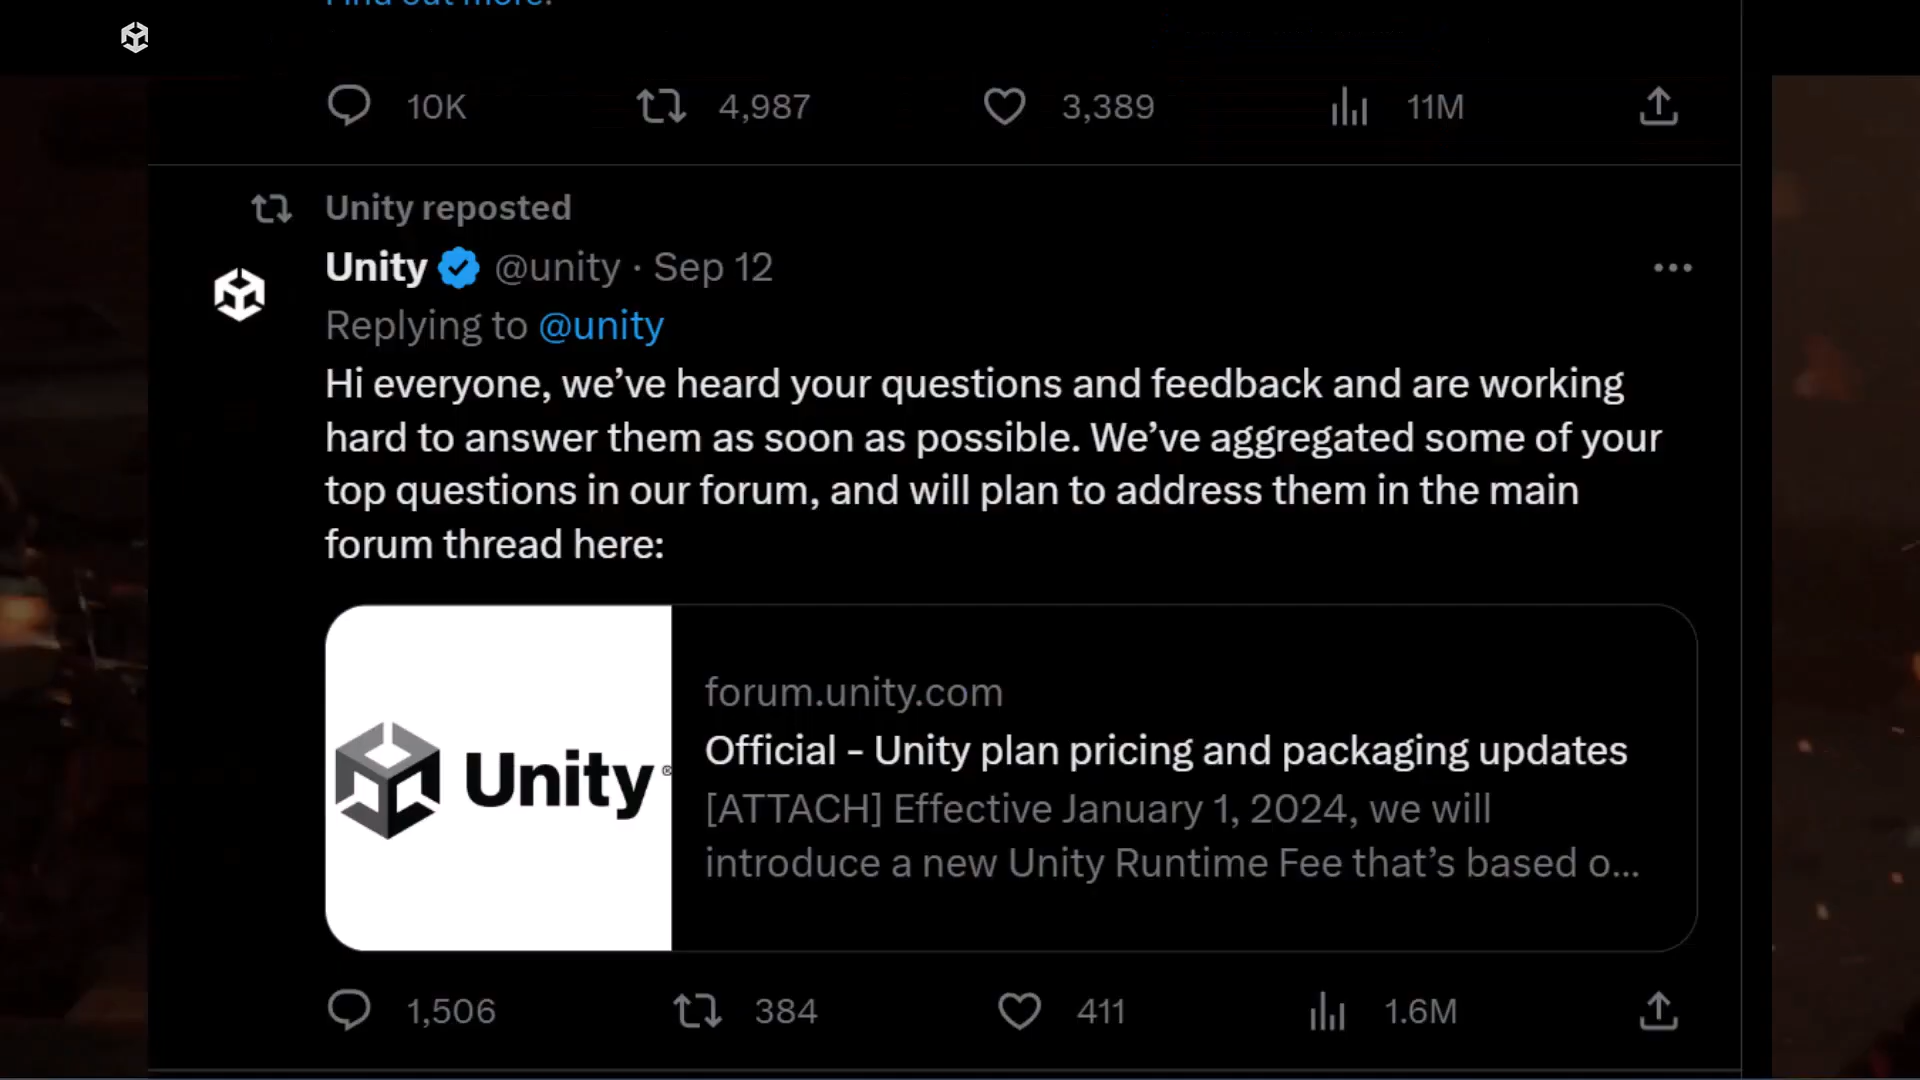 Find out more:
10K 4,987 3,389 11M
Unity reposted
Unity @unity · Sep 12
Replying to @unity
Hi everyone, we’ve heard your questions and feedback and are working
hard to answer them as soon as possible. We’ve aggregated some of your
top questions in our forum, and will plan to address them in the main
forum thread here:
forum.unity.com
Official - Unity plan pricing and packaging updates
[ATTACH] Effective January 1, 2024, we will
introduce a new Unity Runtime Fee that’s based o...
Unity®
1,506 384 411 1.6M